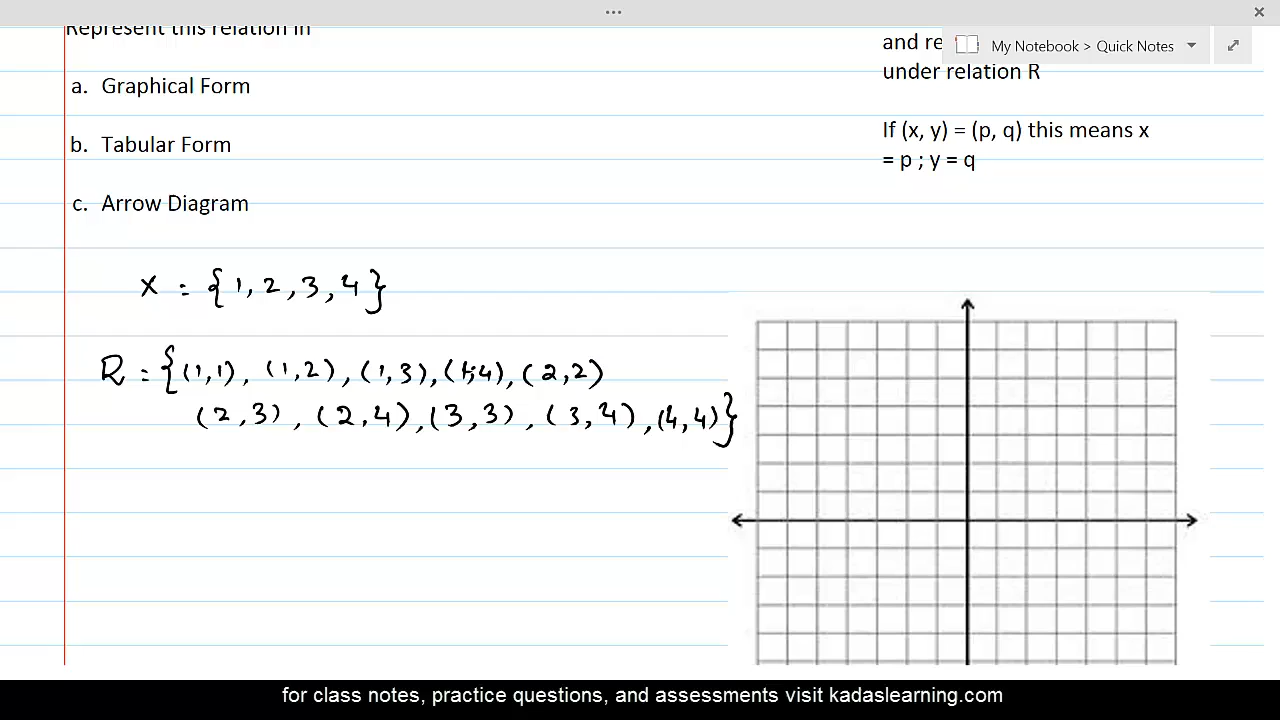 ...
Represent this relation in
and re
My Notebook > Quick Notes
under relation R
a. Graphical Form
b. Tabular Form
c. Arrow Diagram
If (x, y) = (p, q) this means x
= p ; y = q
X = {1, 2, 3, 4}
R = {(1,1), (1,2), (1,3), (1,4), (2,2)
(2,3), (2,4), (3,3), (3,4), (4,4)}
for class notes, practice questions, and assessments visit kadaslearning.com